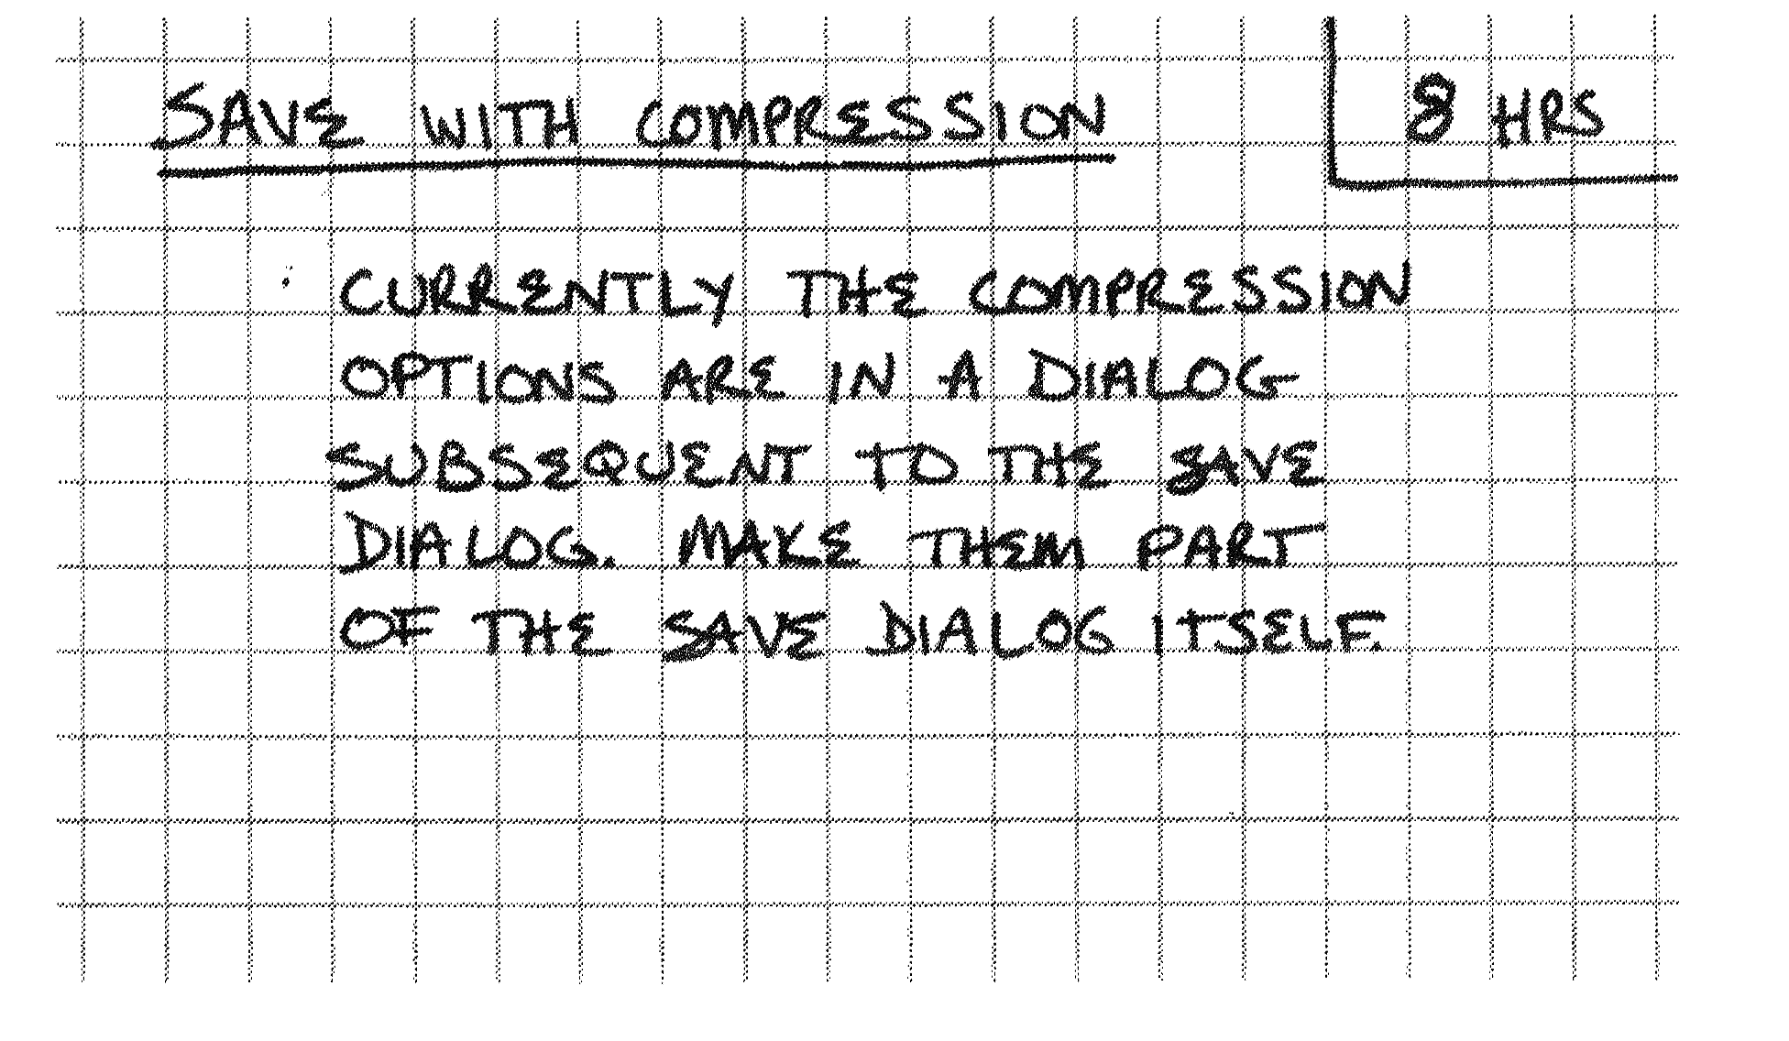 SAVE WITH COMPRESSION 8 HRS
CURRENTLY THE COMPRESSION
OPTIONS ARE IN A DIALOG
SUBSEQUENT TO THE SAVE
DIALOG. MAKE THEM PART
OF THE SAVE DIALOG ITSELF.